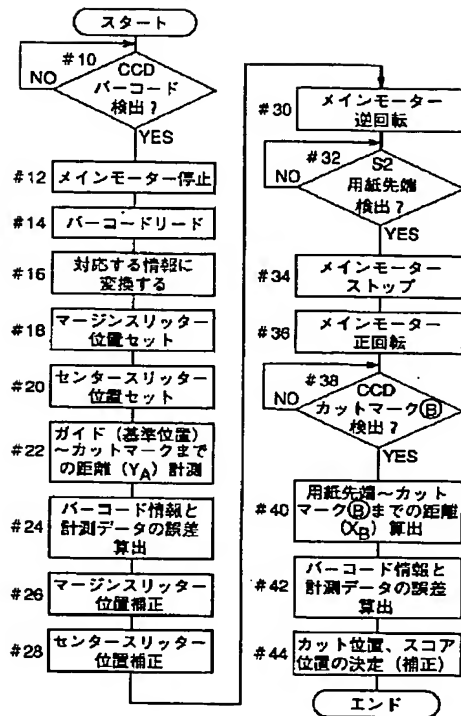 スタート
#10
CCD
バーコード
検出?
NO
YES
#12 メインモーター停止
#14 バーコードリード
#16 対応する情報に
変換する
#18 マージンスリッター
位置セット
#20 センタースリッター
位置セット
#22 ガイド(基準位置)
~カットマークまで
の距離(YA)計測
#24 バーコード情報と
計測データの誤差
算出
#26 マージンスリッター
位置補正
#28 センタースリッター
位置補正
#30 メインモーター
逆回転
#32
S2
用紙先端
検出?
NO
YES
#34 メインモーター
ストップ
#36 メインモーター
正回転
#38
CCD
カットマークⒷ
検出?
NO
YES
#40 用紙先端~カット
マークⒷまでの距離
(XB)算出
#42 バーコード情報と
計測データの誤差
算出
#44 カット位置、スコア
位置の決定(補正)
エンド